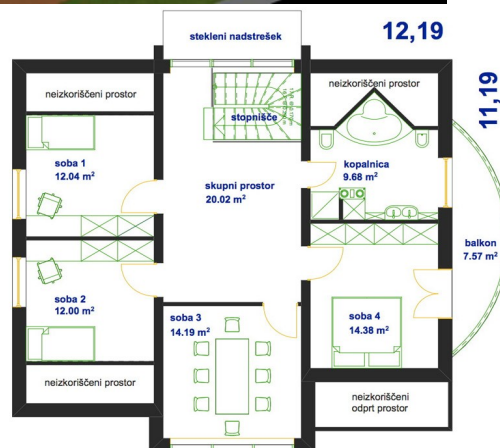 12,19
stekleni nadstrešek
11,19
neizkoriščeni prostor
neizkoriščeni prostor
stopnišče
soba 1
12.04 m²
kopalnica
9.68 m²
skupni prostor
20.02 m²
balkon
7.57 m²
soba 2
12.00 m²
soba 3
14.19 m²
soba 4
14.38 m²
neizkoriščeni prostor
neizkoriščeni
odprt prostor